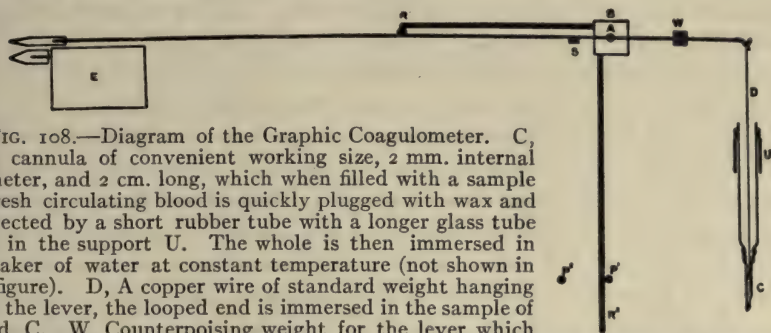 R
B
A
S
W
E
D
U
IG. 108.—Diagram of the Graphic Coagulometer. C,
cannula of convenient working size, 2 mm. internal
meter, and 2 cm. long, which when filled with a sample
resh circulating blood is quickly plugged with wax and
ected by a short rubber tube with a longer glass tube
in the support U. The whole is then immersed in
aker of water at constant temperature (not shown in
figure). D, A copper wire of standard weight hanging
the lever, the looped end is immersed in the sample of
C. W, Counterpoising weight for the lever which
P"
P'
C
R'